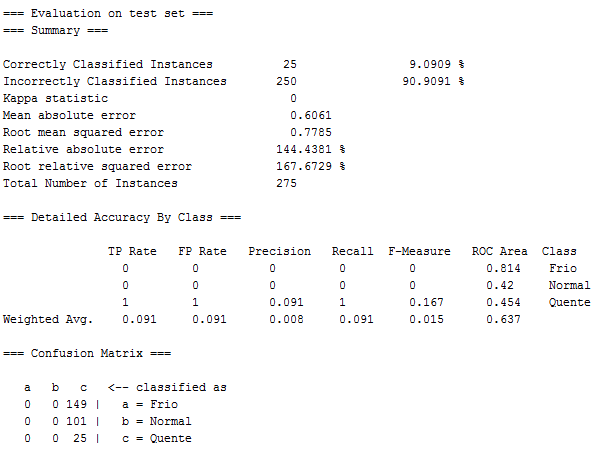 === Evaluation on test set ===
=== Summary ===
Correctly Classified Instances 25 9.0909 %
Incorrectly Classified Instances 250 90.9091 %
Kappa statistic 0
Mean absolute error 0.6061
Root mean squared error 0.7785
Relative absolute error 144.4381 %
Root relative squared error 167.6729 %
Total Number of Instances 275
=== Detailed Accuracy By Class ===
TP Rate FP Rate Precision Recall F-Measure ROC Area Class
0 0 0 0 0 0.814 Frio
0 0 0 0 0 0.42 Normal
1 1 0.091 1 0.167 0.454 Quente
Weighted Avg. 0.091 0.091 0.008 0.091 0.015 0.637
=== Confusion Matrix ===
a b c <-- classified as
0 0 149 | a = Frio
0 0 101 | b = Normal
0 0 25 | c = Quente